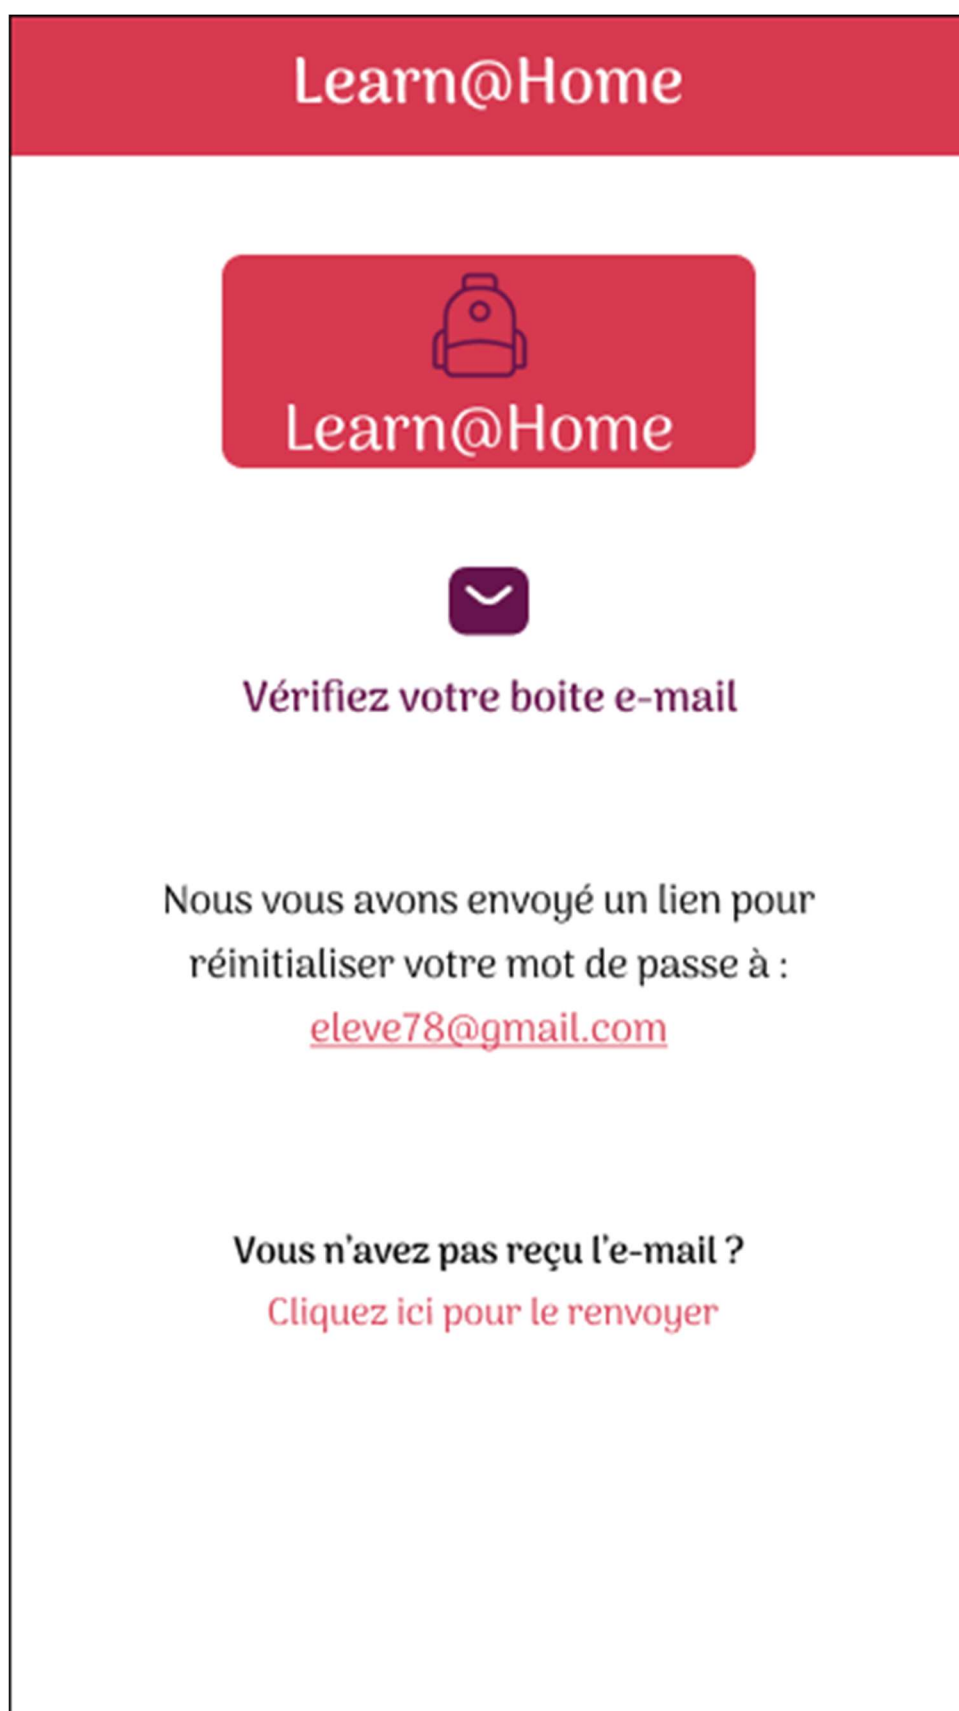 Learn@Home
Learn@Home
Vérifiez votre boite e-mail
Nous vous avons envoyé un lien pour
réinitialiser votre mot de passe à :
eleve78@gmail.com
Vous n'avez pas reçu l'e-mail ?
Cliquez ici pour le renvoyer